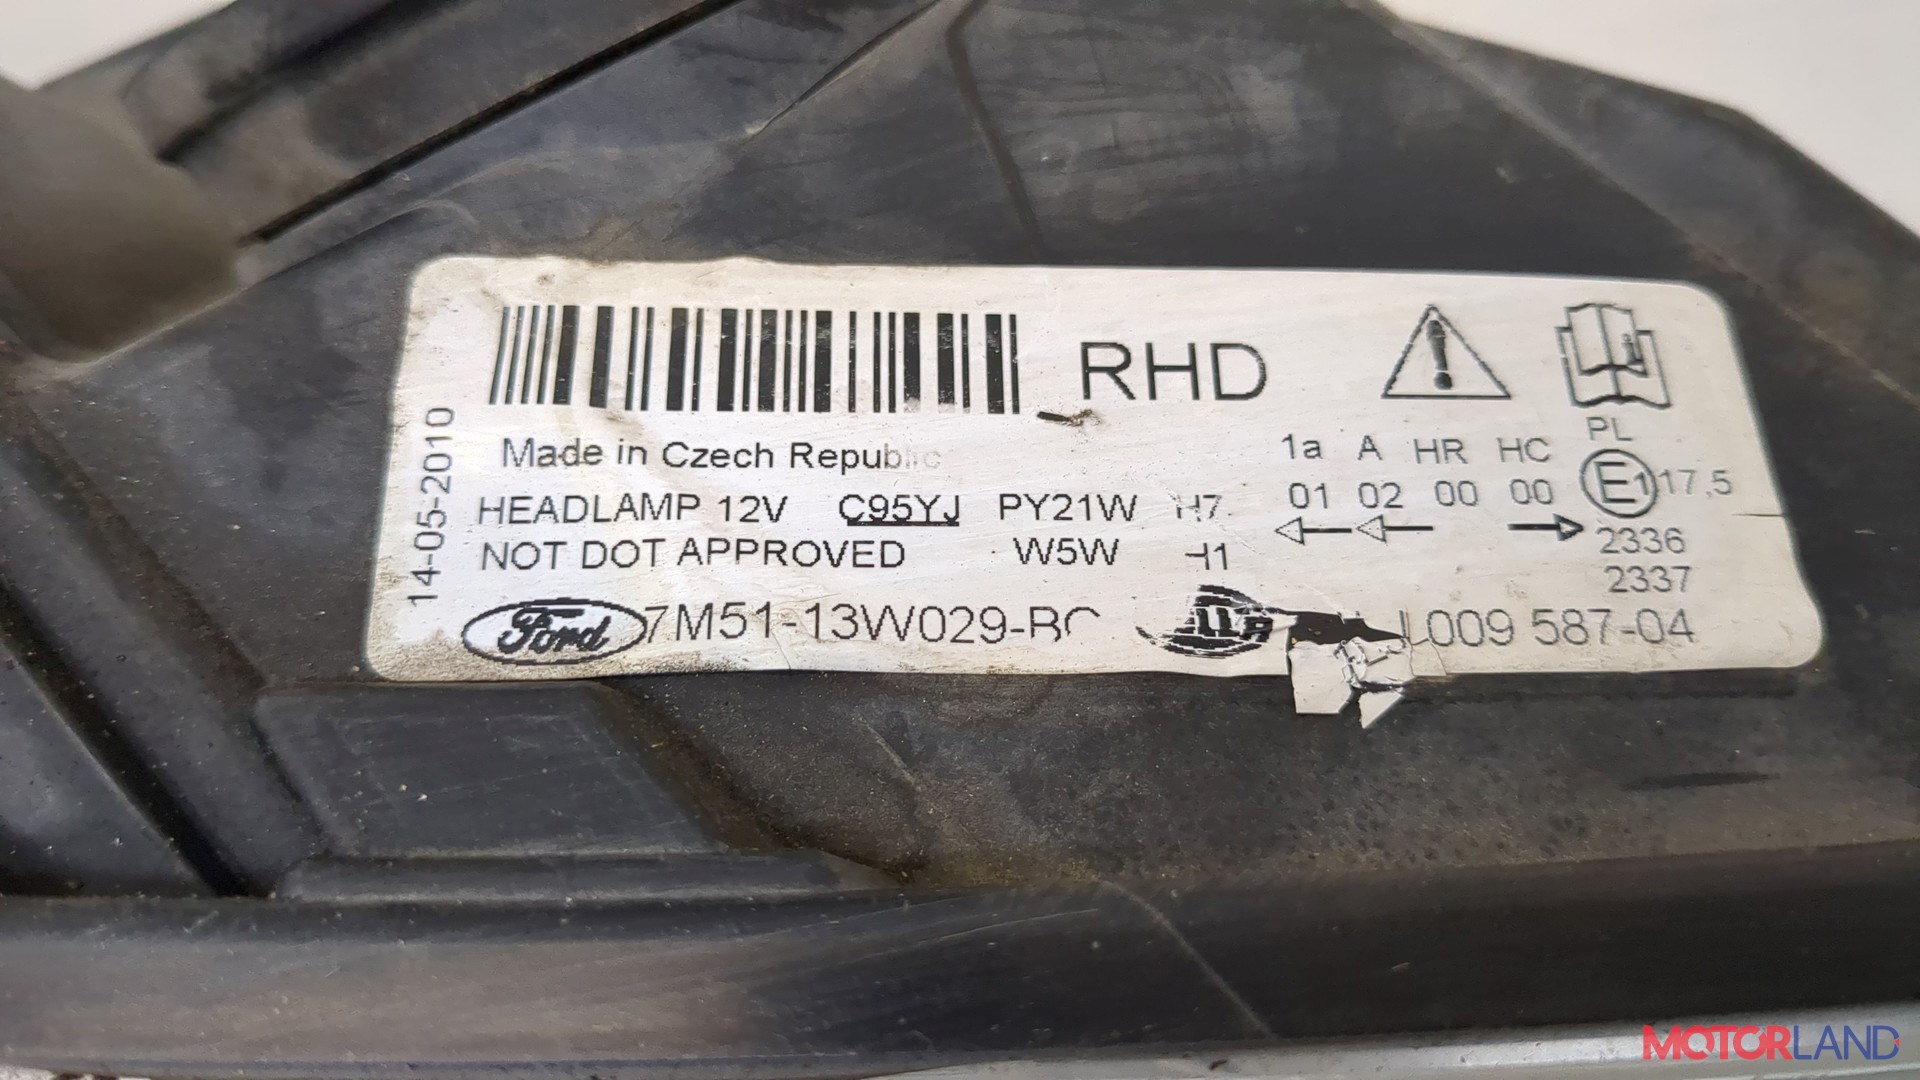 RHD
14-05-2010
Made in Czech Republic
1a A HR HC PL
HEADLAMP 12V C95YJ PY21W H7 01 02 00 00 E1 17,5
NOT DOT APPROVED W5W H1 2336
2337
Ford 7M51-13W029-BC 009 587-04
MOTORLAND